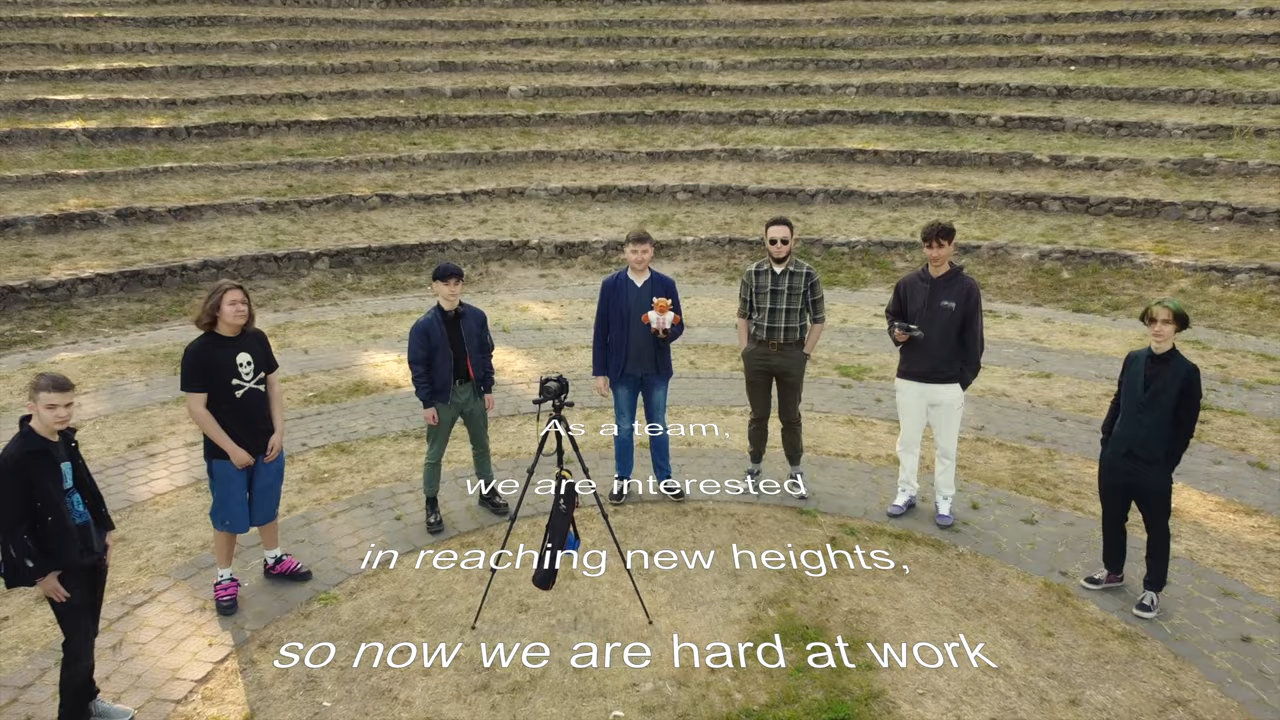 As a team,
we are interested
in reaching new heights,
so now we are hard at work